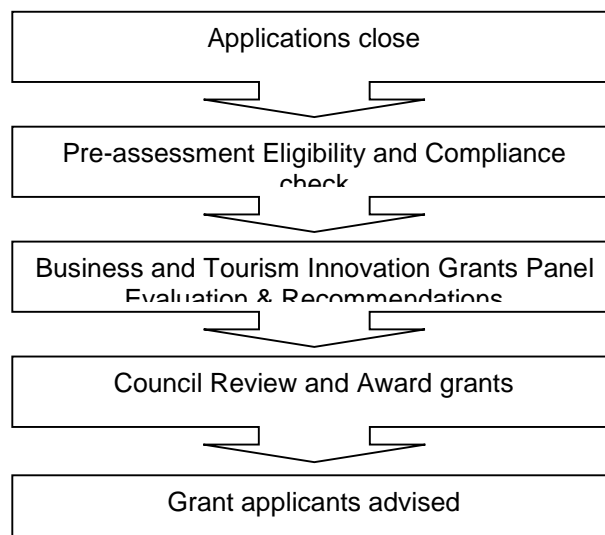 Applications close
Pre-assessment Eligibility and Compliance
check
Business and Tourism Innovation Grants Panel
Evaluation & Recommendations
Council Review and Award grants
Grant applicants advised